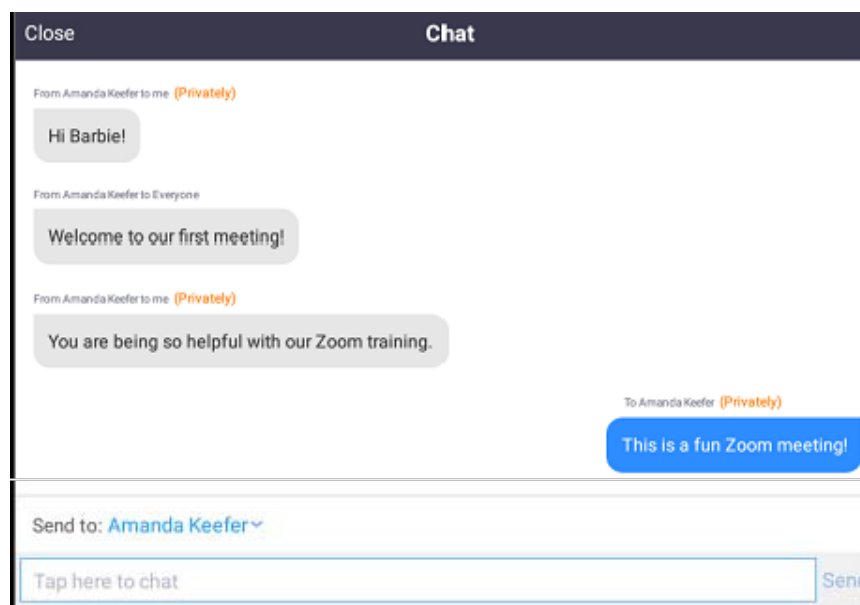 Close Chat
From Amanda Keefer to me (Privately)
Hi Barbie!
From Amanda Keefer to Everyone
Welcome to our first meeting!
From Amanda Keefer to me (Privately)
You are being so helpful with our Zoom training.
To Amanda Keefer (Privately)
This is a fun Zoom meeting!
Send to: Amanda Keefer
Tap here to chat